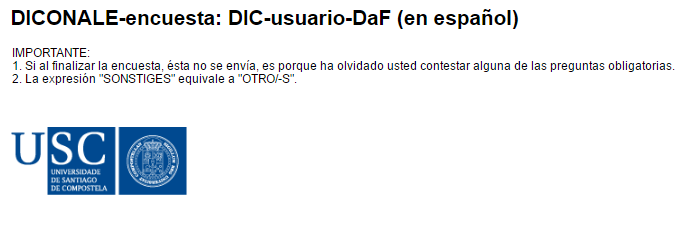 DICONALE-encuesta: DIC-usuario-DaF (en español)
IMPORTANTE:
1. Si al finalizar la encuesta, ésta no se envía, es porque ha olvidado usted contestar alguna de las preguntas obligatorias.
2. La expresión "SONSTIGES" equivale a "OTRO/-S".
USC
UNIVERSIDADE
DE SANTIAGO
DE COMPOSTELA